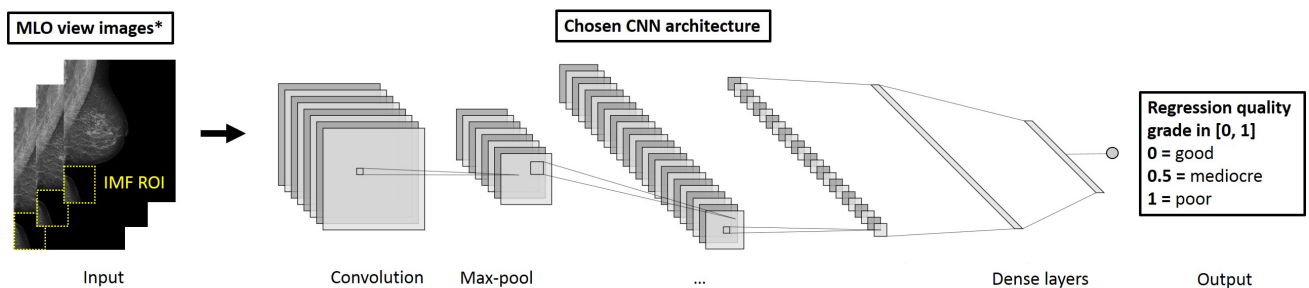 MLO view images*
Chosen CNN architecture
IMF ROI
Regression quality
grade in [0, 1]
0 = good
0.5 = mediocre
1 = poor
Input
Convolution
Max-pool
...
Dense layers
Output